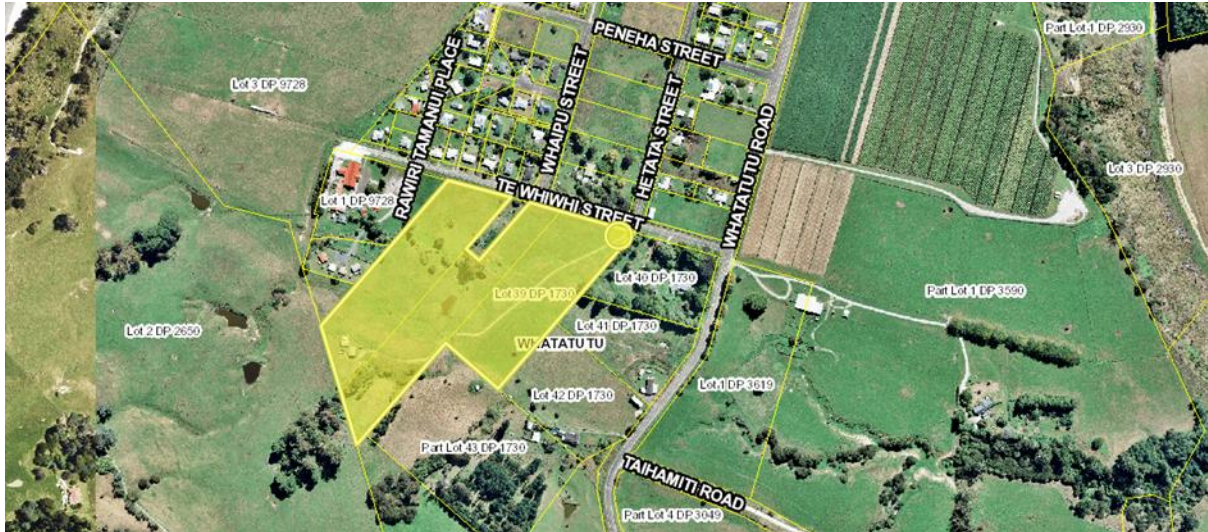 Part Lot 1 DP 2930
PENEHA STREET
Lot 3 DP 9728
RAWIRI TAMANUI PLACE
WHAIPU STREET
HETATA STREET
WHATATUTU ROAD
Lot 3 DP 2930
TE WHIWHI STREET
Lot 1 DP 9728
Lot 40 DP 1730
Lot 39 DP 1730
Part Lot 1 DP 3590
Lot 2 DP 2650
Lot 41 DP 1730
WHATATUTU
Lot 1 DP 3619
Lot 42 DP 1730
Part Lot 43 DP 1730
TAIHAMITI ROAD
Part Lot 4 DP 3049